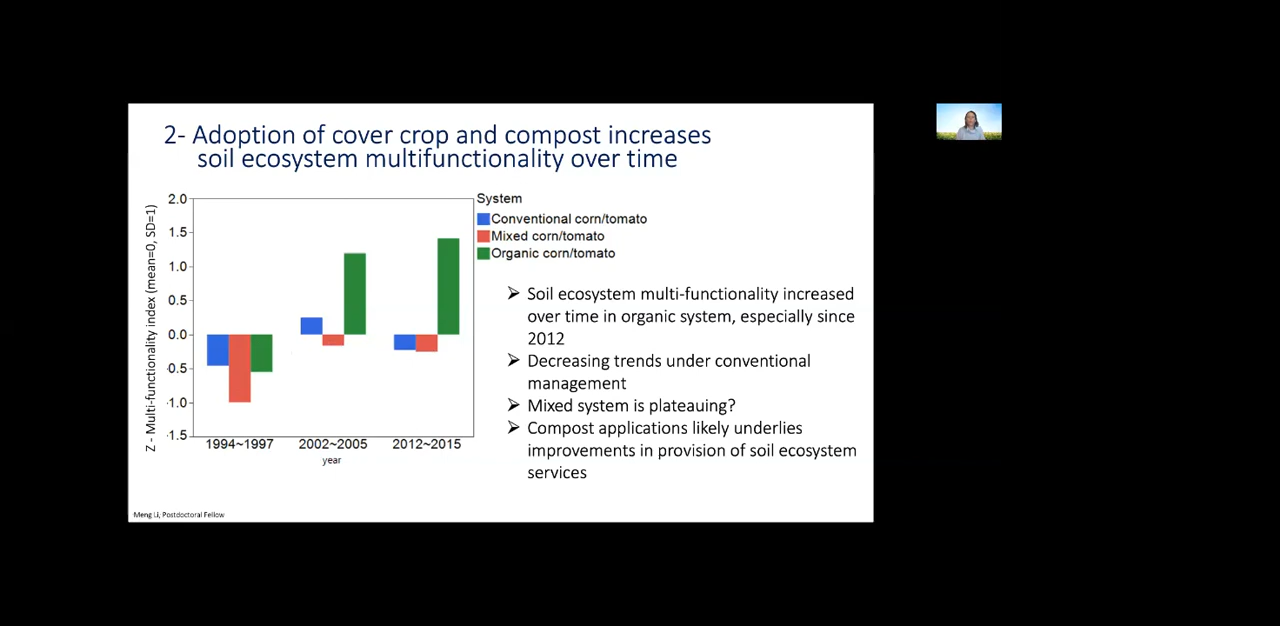 2- Adoption of cover crop and compost increases
soil ecosystem multifunctionality over time
Z - Multi-functionality index (mean=0, SD=1)
2.0
1.5
1.0
0.5
0.0
-0.5
-1.0
-1.5
1994~1997
2002~2005
2012~2015
year
System
Conventional corn/tomato
Mixed corn/tomato
Organic corn/tomato
➢ Soil ecosystem multi-functionality increased
over time in organic system, especially since
2012
➢ Decreasing trends under conventional
management
➢ Mixed system is plateauing?
➢ Compost applications likely underlies
improvements in provision of soil ecosystem
services
Meng Li, Postdoctoral Fellow